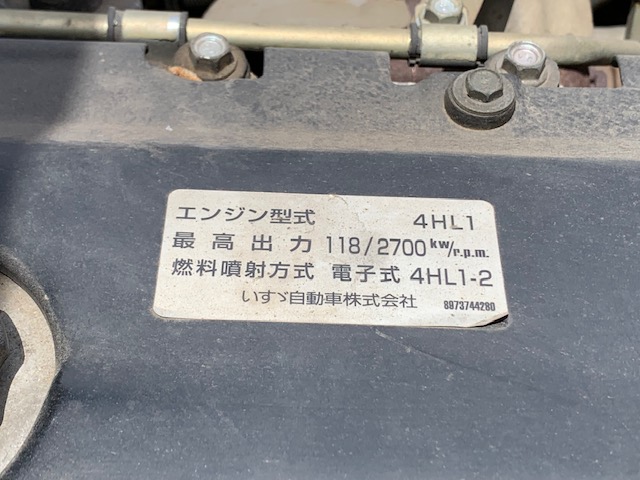 エンジン型式 4HL1
最高出力 118/2700 kw/r.p.m.
燃料噴射方式 電子式 4HL1-2
いすゞ自動車株式会社 8973744280